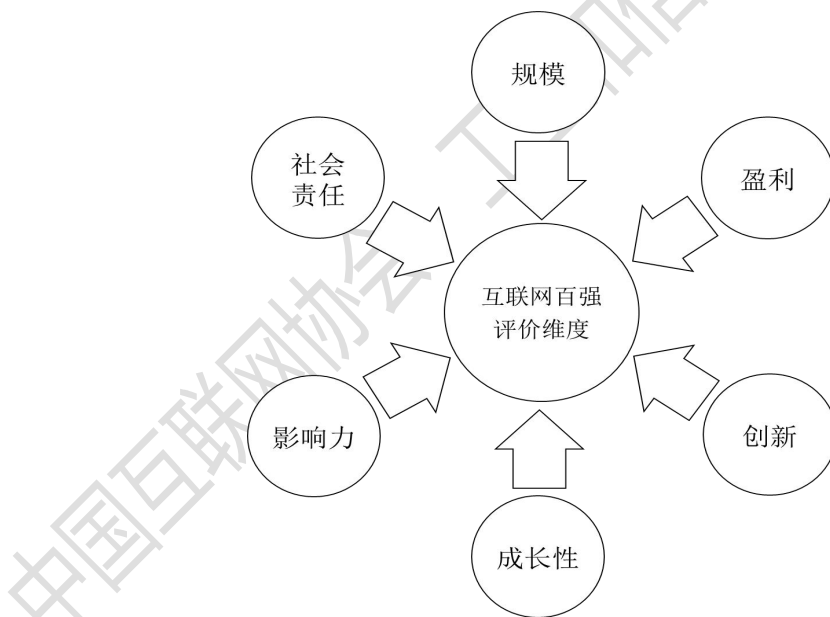 规模
社会
责任
盈利
互联网百强
评价维度
影响力
创新
成长性
中国互联网协会